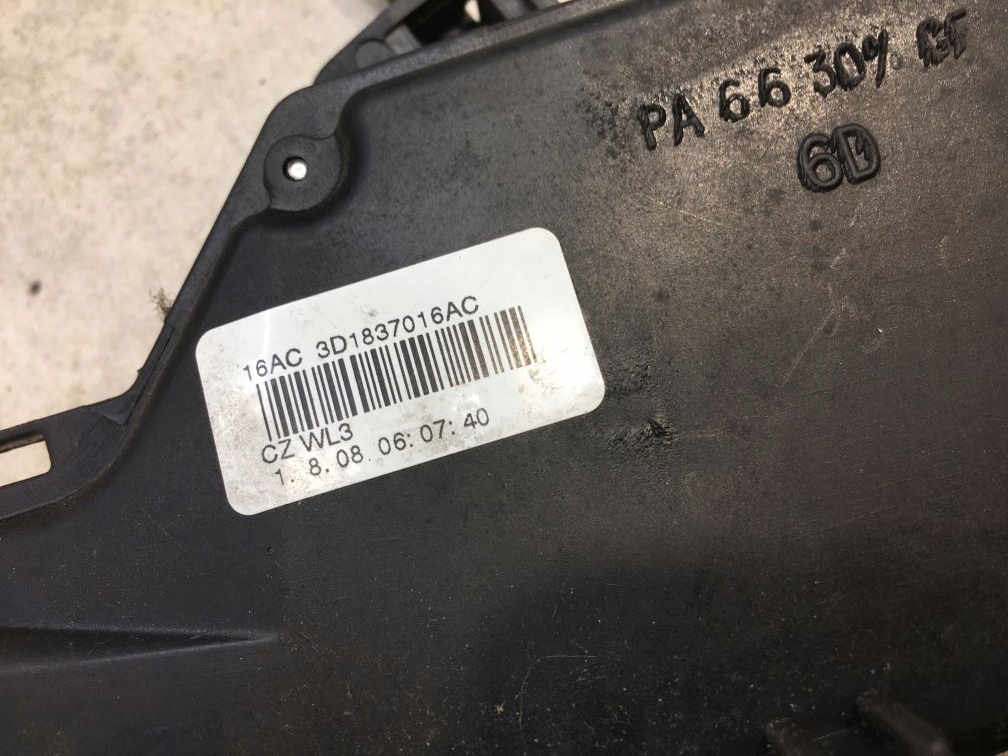 PA 66 30% GF
6D
16AC 3D1837016AC
CZ WL3
1. 8.08 06:07:40